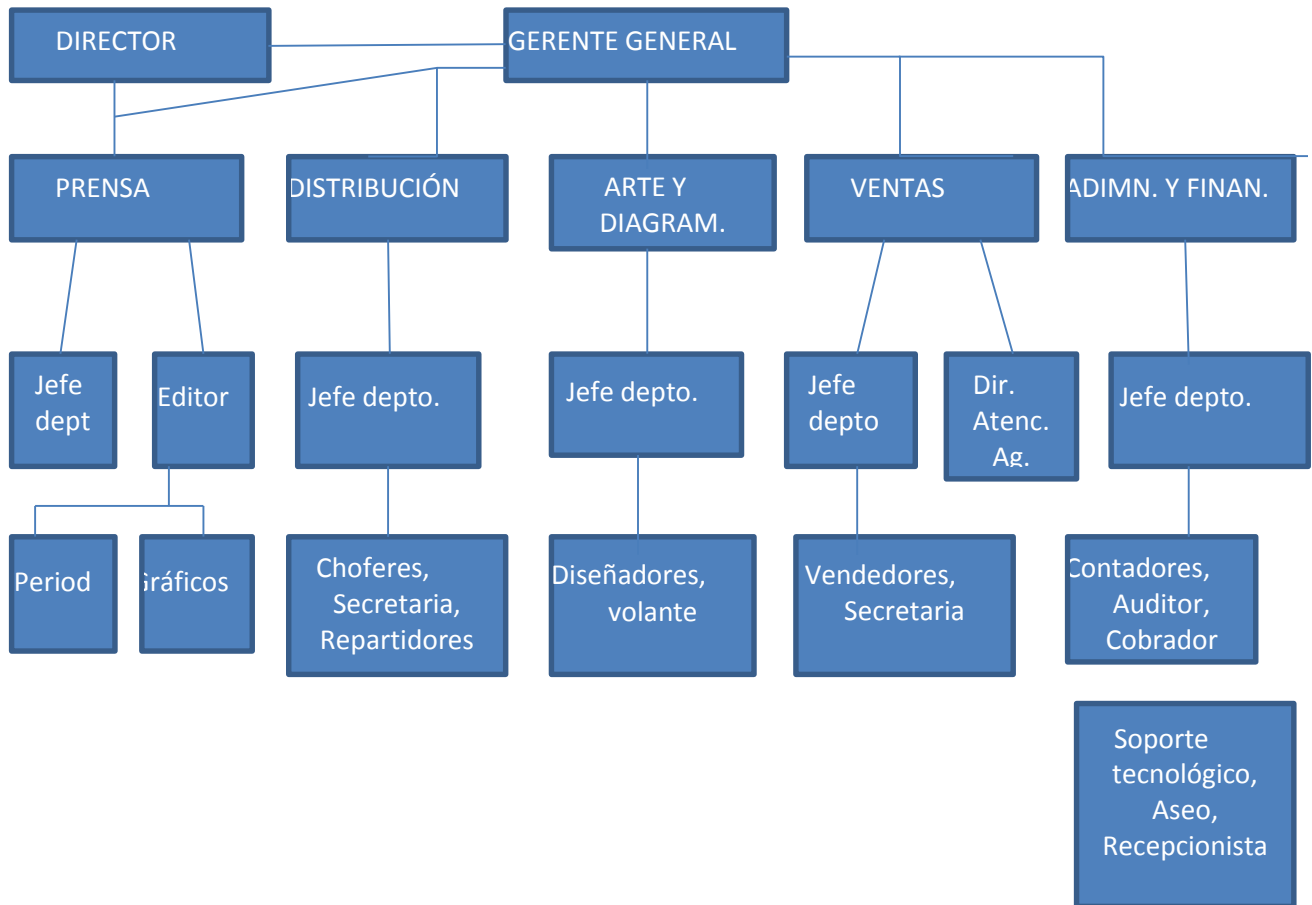 DIRECTOR
GERENTE GENERAL
PRENSA
DISTRIBUCIÓN
ARTE Y
DIAGRAM.
VENTAS
ADIMN. Y FINAN.
Jefe
dept
Editor
Jefe depto.
Jefe depto.
Jefe
depto
Dir.
Atenc.
Ag.
Jefe depto.
Period
Gráficos
Choferes,
Secretaria,
Repartidores
Diseñadores,
volante
Vendedores,
Secretaria
Contadores,
Auditor,
Cobrador
Soporte
tecnológico,
Aseo,
Recepcionista